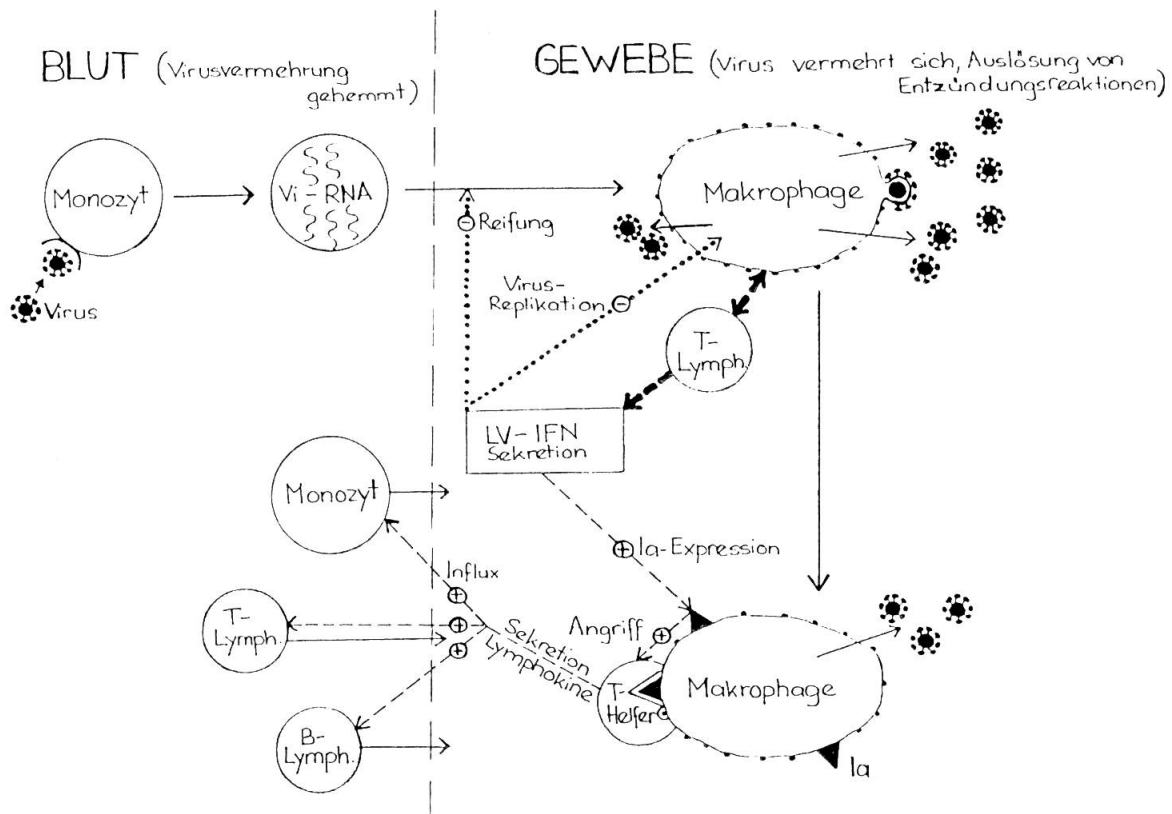 BLUT (Virusvermehrung
gehemmt)
GEWEBE (Virus vermehrt sich, Auslösung von
Entzündungsreaktionen)
Monozyt
Vi-RNA
Makrophage
Reifung
Virus
Virus-
Replikation
T-
Lymph.
LV-IFN
Sekretion
Monozyt
Ia-Expression
Influx
T-
Lymph.
Angriff
Sekretion
Lymphokine
T-
Helfer
Makrophage
B-
Lymph.
Ia